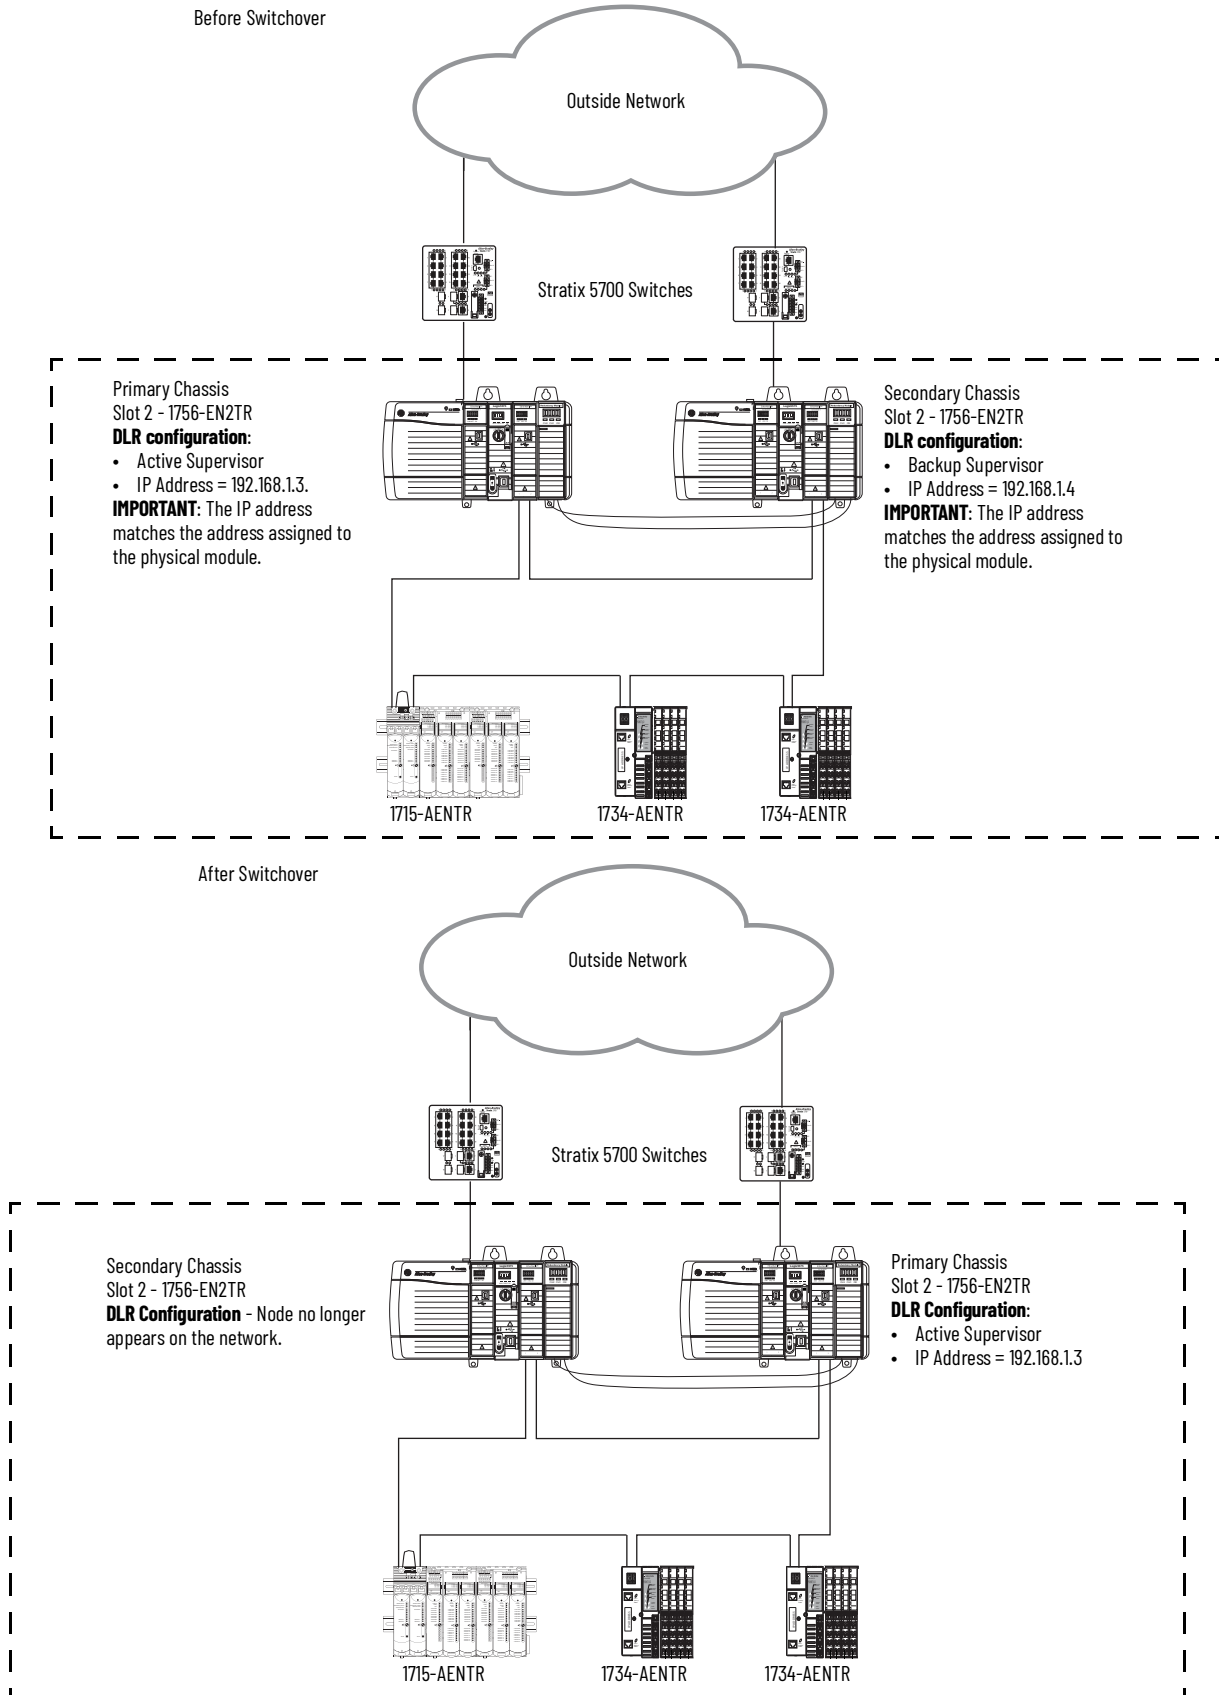 Before Switchover
Outside Network
Stratix 5700 Switches
Primary Chassis
Slot 2 - 1756-EN2TR
DLR configuration:
• Active Supervisor
• IP Address = 192.168.1.3.
IMPORTANT: The IP address
matches the address assigned to
the physical module.
Secondary Chassis
Slot 2 - 1756-EN2TR
DLR configuration:
• Backup Supervisor
• IP Address = 192.168.1.4
IMPORTANT: The IP address
matches the address assigned to
the physical module.
1715-AENTR
1734-AENTR
1734-AENTR
After Switchover
Outside Network
Stratix 5700 Switches
Secondary Chassis
Slot 2 - 1756-EN2TR
DLR Configuration - Node no longer
appears on the network.
Primary Chassis
Slot 2 - 1756-EN2TR
DLR Configuration:
• Active Supervisor
• IP Address = 192.168.1.3
1715-AENTR
1734-AENTR
1734-AENTR